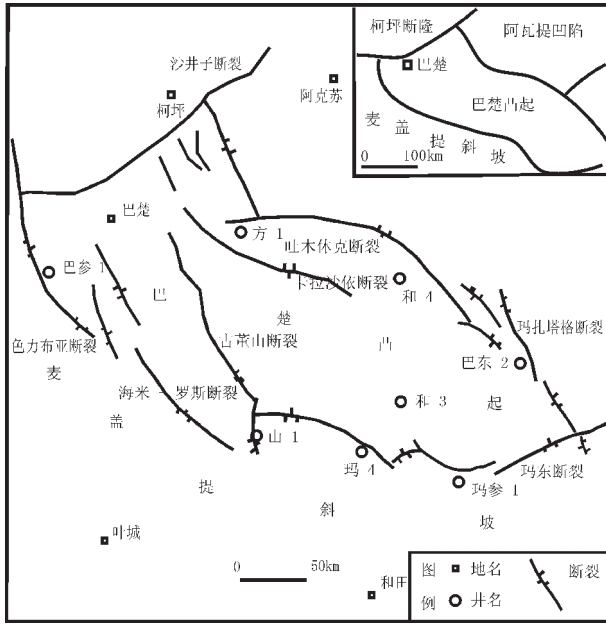 柯坪断隆
阿瓦提凹陷
巴楚
巴楚凸起
麦盖提斜坡
0 100km
沙井子断裂
柯坪
阿克苏
巴楚
方 1
吐木休克断裂
卡拉沙依断裂
和 4
巴参 1
巴
楚
凸
起
色力布亚断裂
古董山断裂
玛扎塔格断裂
巴东 2
海米 罗斯断裂
和 3
山 1
玛 4
玛参 1
玛东断裂
麦
盖
提
斜
坡
叶城
0 50km
和田
图 地名 断裂
例 井名